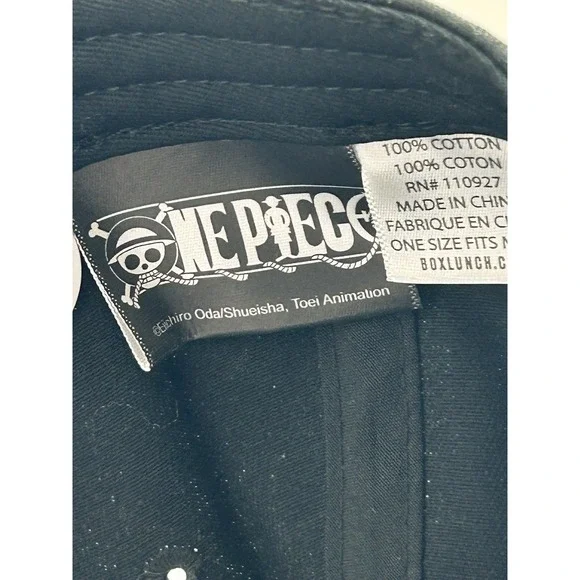 ONE PIECE
©Eiichiro Oda/Shueisha, Toei Animation
100% COTTON
100% COTON
RN# 110927
MADE IN CHIN
FABRIQUE EN C
ONE SIZE FITS
BOXLUNCH.C